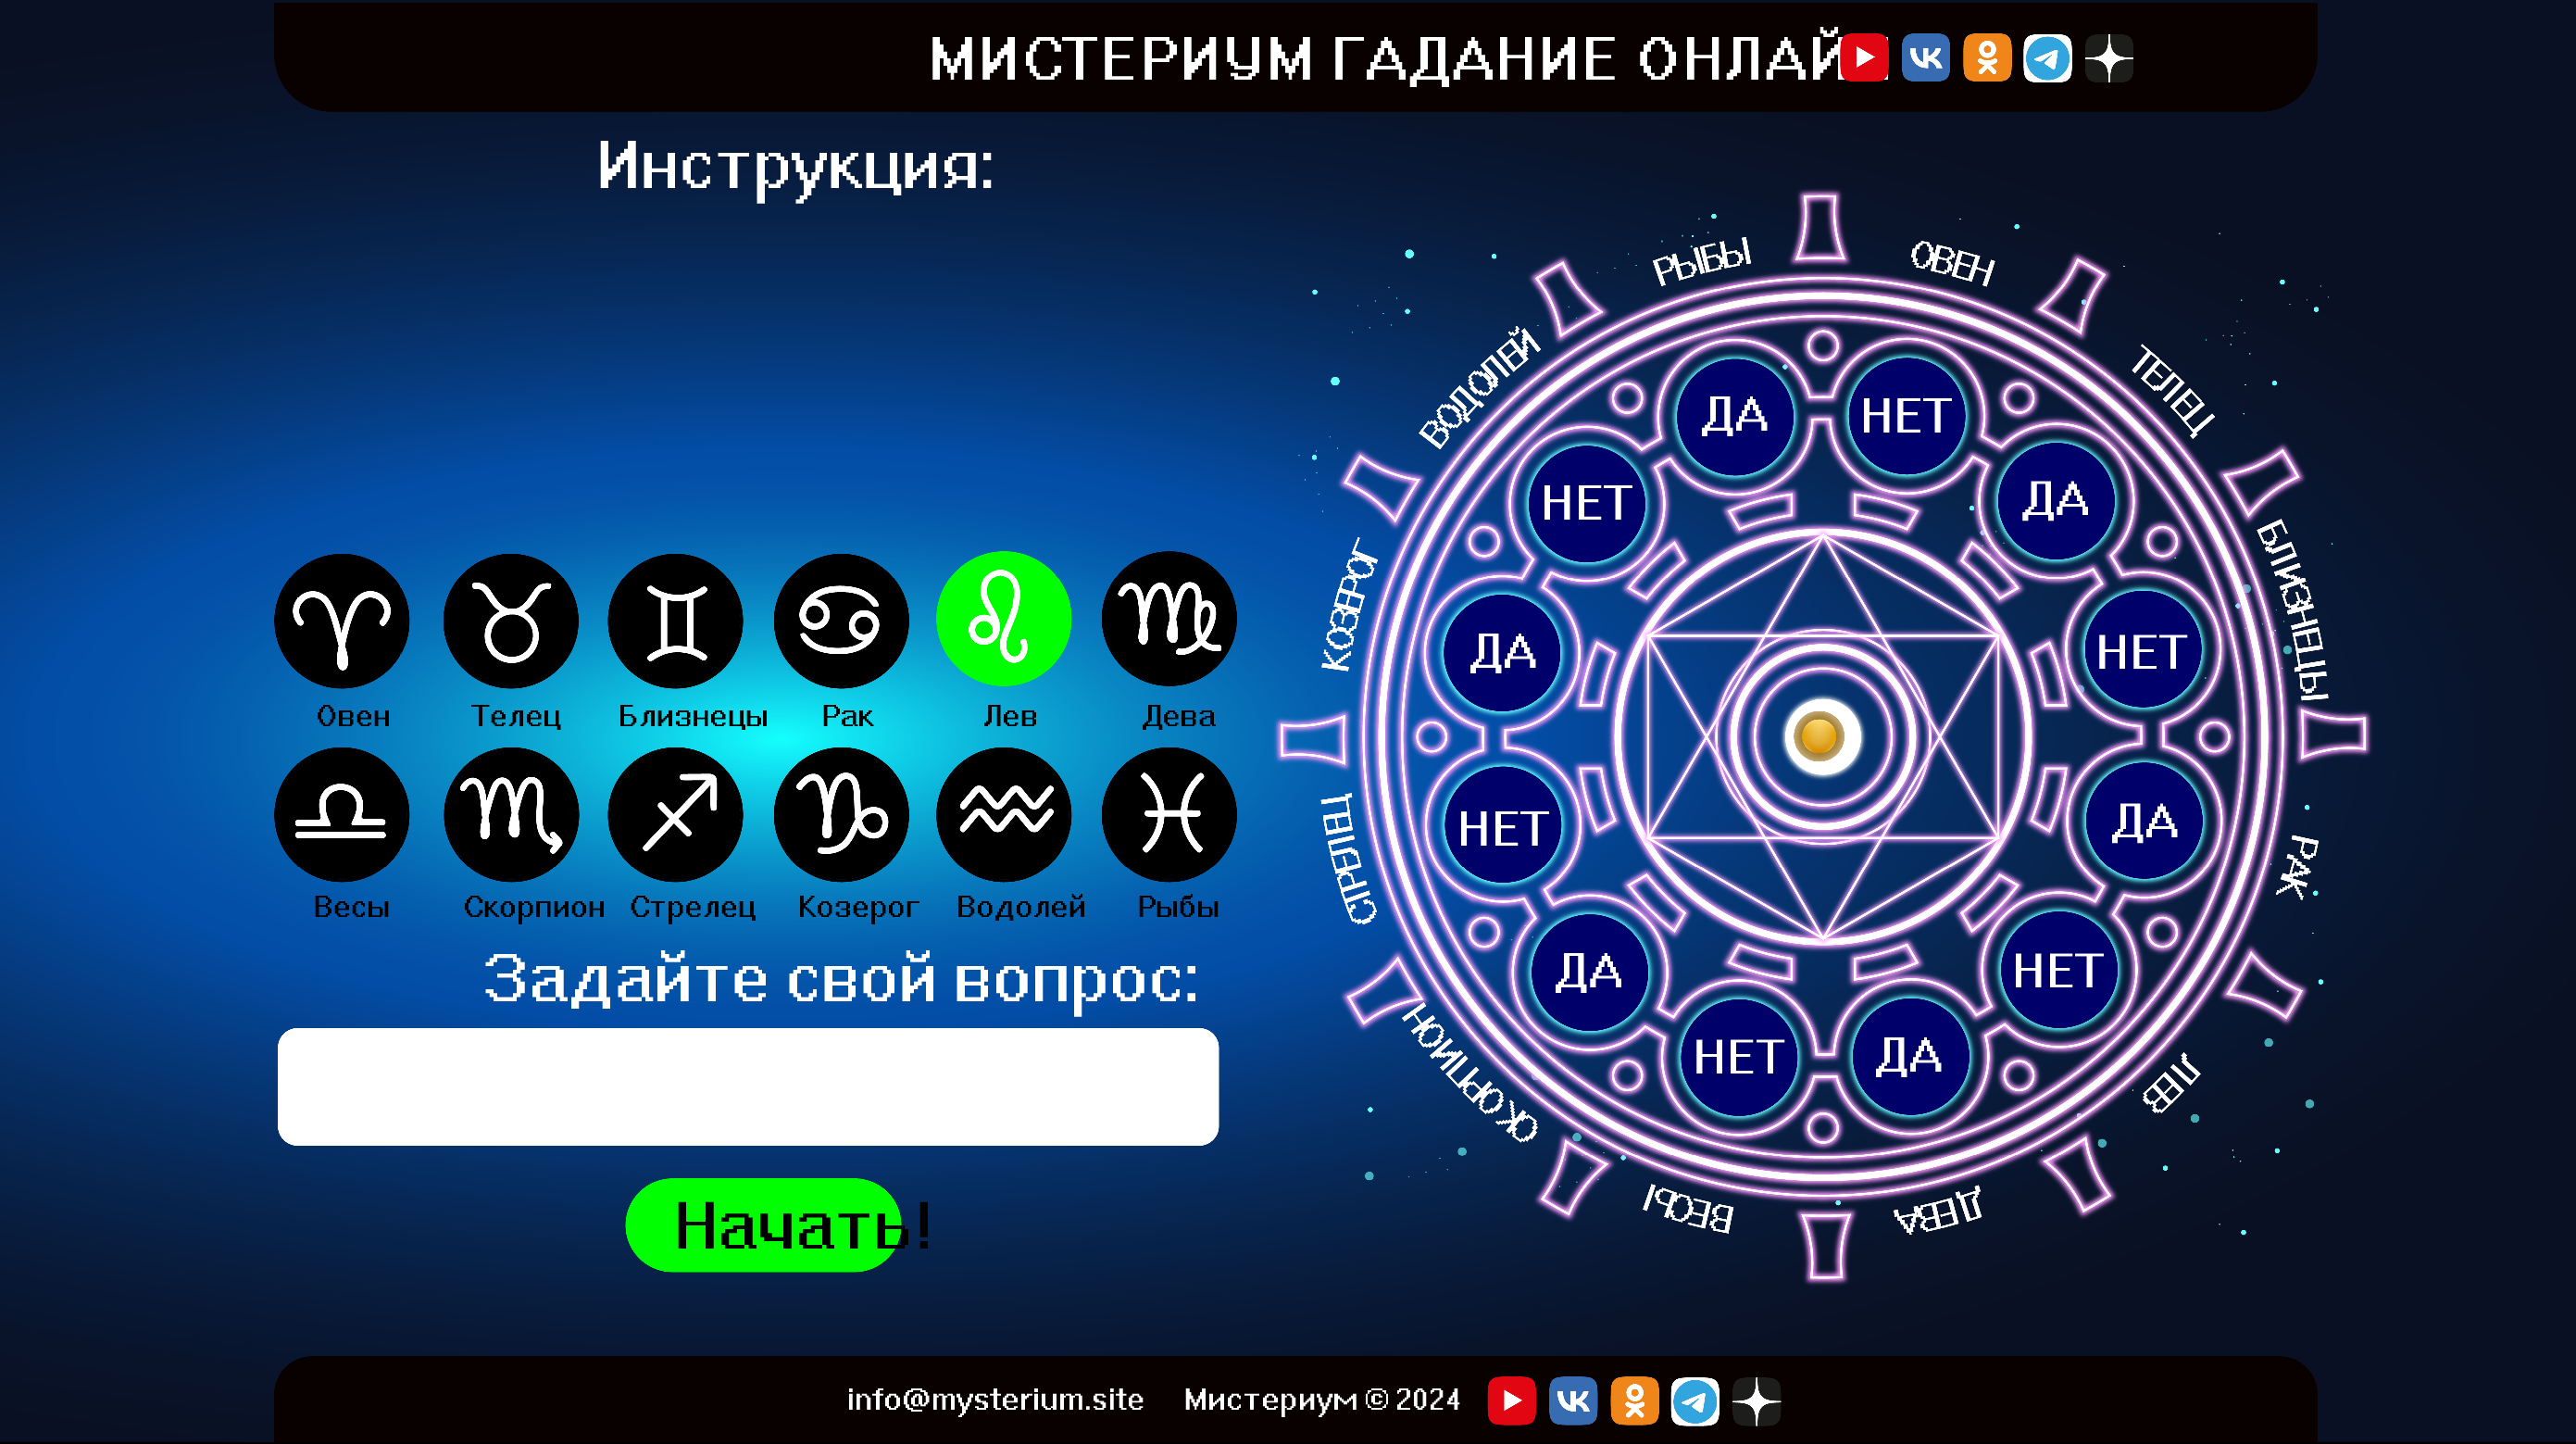 МИСТЕРИУМ ГАДАНИЕ ОНЛАЙ
Инструкция:
Овен Телец Близнецы Рак Лев Дева
Весы Скорпион Стрелец Козерог Водолей Рыбы
Задайте свой вопрос:
Начать!
ОВЕН
ТЕЛЕЦ
БЛИЗНЕЦЫ
РАК
ЛЕВ
ДЕВА
ВЕСЫ
СКОРПИОН
СТРЕЛЕЦ
КОЗЕРОГ
ВОДОЛЕЙ
РЫБЫ
НЕТ
ДА
НЕТ
ДА
НЕТ
ДА
НЕТ
ДА
НЕТ
ДА
НЕТ
ДА
info@mysterium.site Мистериум © 2024